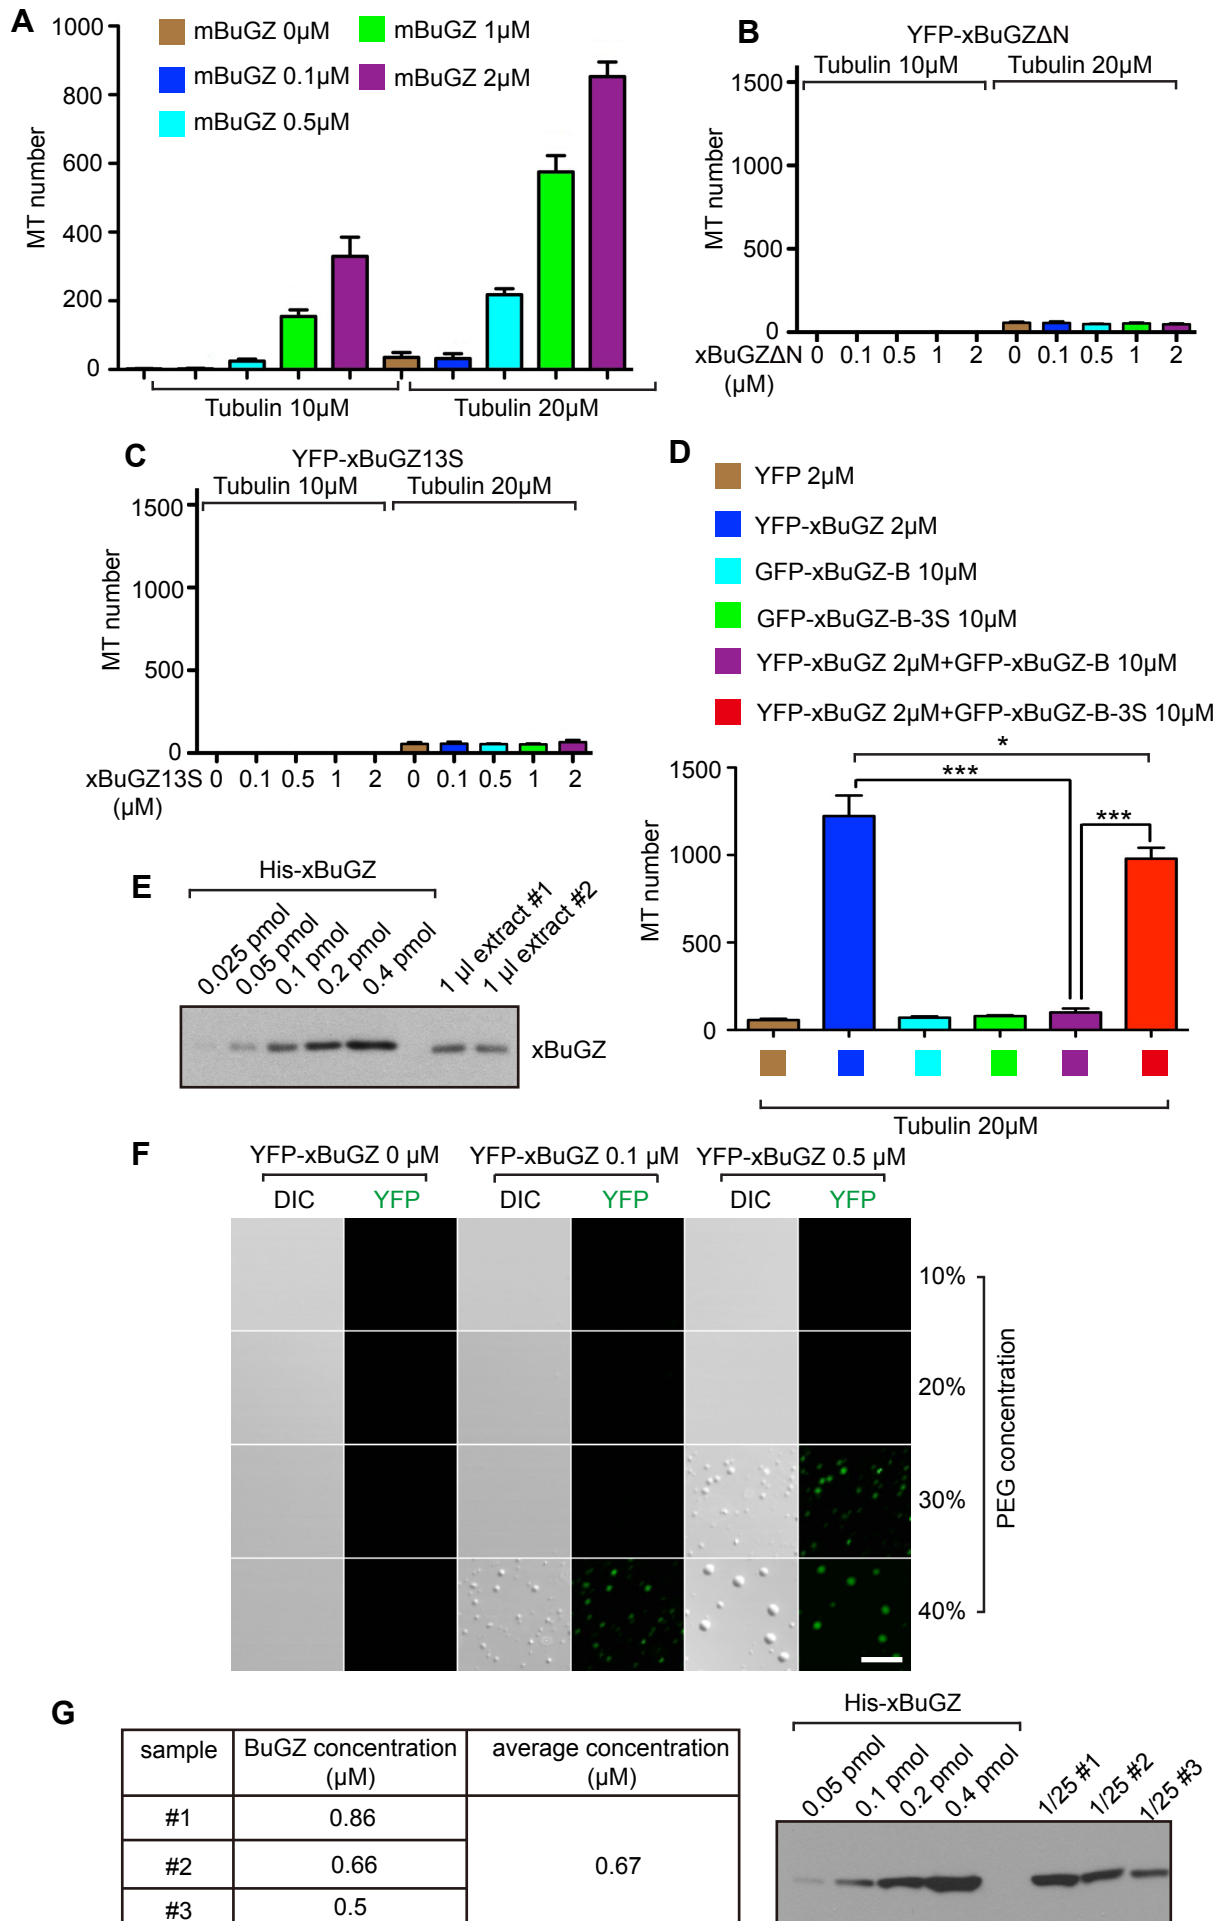 A
1000
800
600
400
200
0
MT number
mBuGZ 0µM
mBuGZ 0.1µM
mBuGZ 0.5µM
mBuGZ 1µM
mBuGZ 2µM
Tubulin 10µM
Tubulin 20µM
B
YFP-xBuGZΔN
Tubulin 10µM
Tubulin 20µM
1500
1000
500
0
MT number
xBuGZΔN 0 0.1 0.5 1 2 0 0.1 0.5 1 2
(µM)
C
YFP-xBuGZ13S
Tubulin 10µM
Tubulin 20µM
1500
1000
500
0
MT number
xBuGZ13S 0 0.1 0.5 1 2 0 0.1 0.5 1 2
(µM)
D
YFP 2µM
YFP-xBuGZ 2µM
GFP-xBuGZ-B 10µM
GFP-xBuGZ-B-3S 10µM
YFP-xBuGZ 2µM+GFP-xBuGZ-B 10µM
YFP-xBuGZ 2µM+GFP-xBuGZ-B-3S 10µM
*
***
***
1500
1000
500
0
MT number
Tubulin 20µM
E
His-xBuGZ
0.025 pmol
0.05 pmol
0.1 pmol
0.2 pmol
0.4 pmol
1 µl extract #1
1 µl extract #2
xBuGZ
F
YFP-xBuGZ 0 µM
YFP-xBuGZ 0.1 µM
YFP-xBuGZ 0.5 µM
DIC YFP DIC YFP DIC YFP
10%
20%
30%
40%
PEG concentration
G
sample
BuGZ concentration
(µM)
average concentration
(µM)
#1 0.86
#2 0.66 0.67
#3 0.5
His-xBuGZ
0.05 pmol
0.1 pmol
0.2 pmol
0.4 pmol
1/25 #1
1/25 #2
1/25 #3